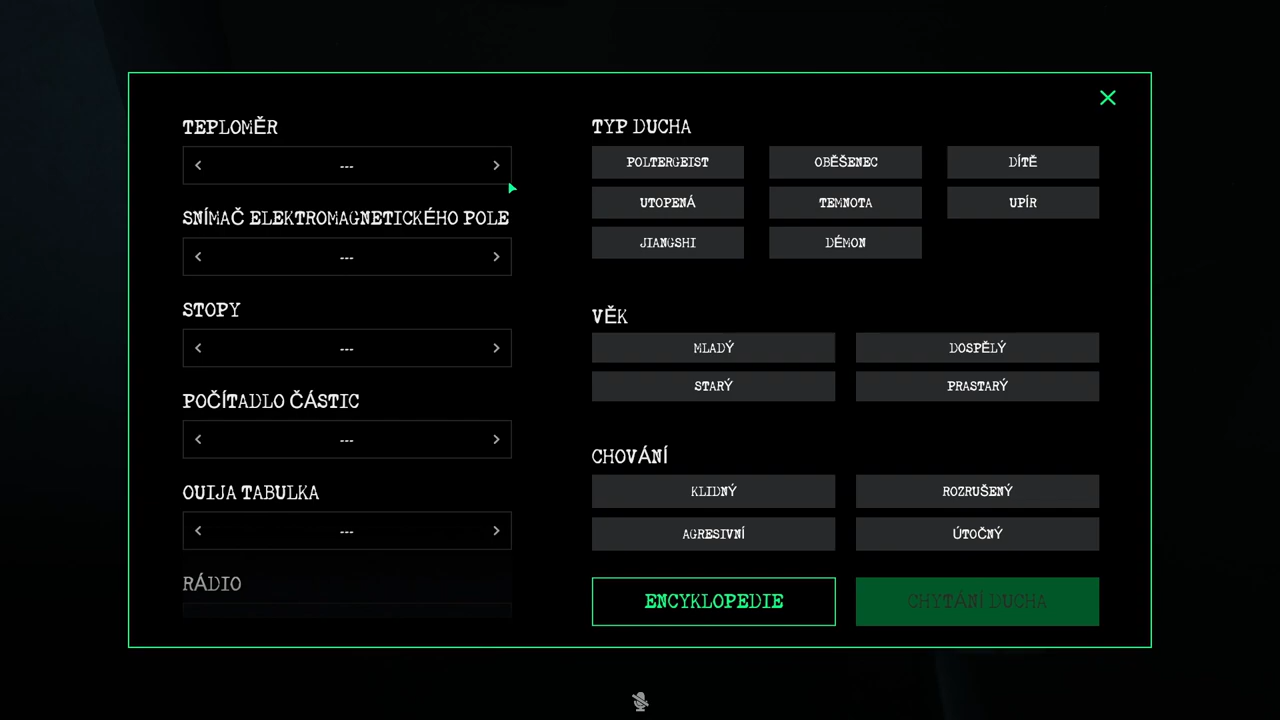 TEPLOMĚR
---
SNÍMAČ ELEKTROMAGNETICKÉHO POLE
---
STOPY
---
POČÍTADLO ČÁSTIC
---
OUIJA TABULKA
---
RÁDIO
TYP DUCHA
POLTERGEIST OBĚŠENEC DÍTĚ
UTOPENÁ TEMNOTA UPÍR
JIANGSHI DÉMON
VĚK
MLADÝ DOSPĚLÝ
STARÝ PRASTARÝ
CHOVÁNÍ
KLIDNÝ ROZRUŠENÝ
AGRESIVNÍ ÚTOČNÝ
ENCYKLOPEDIE CHYTÁNÍ DUCHA